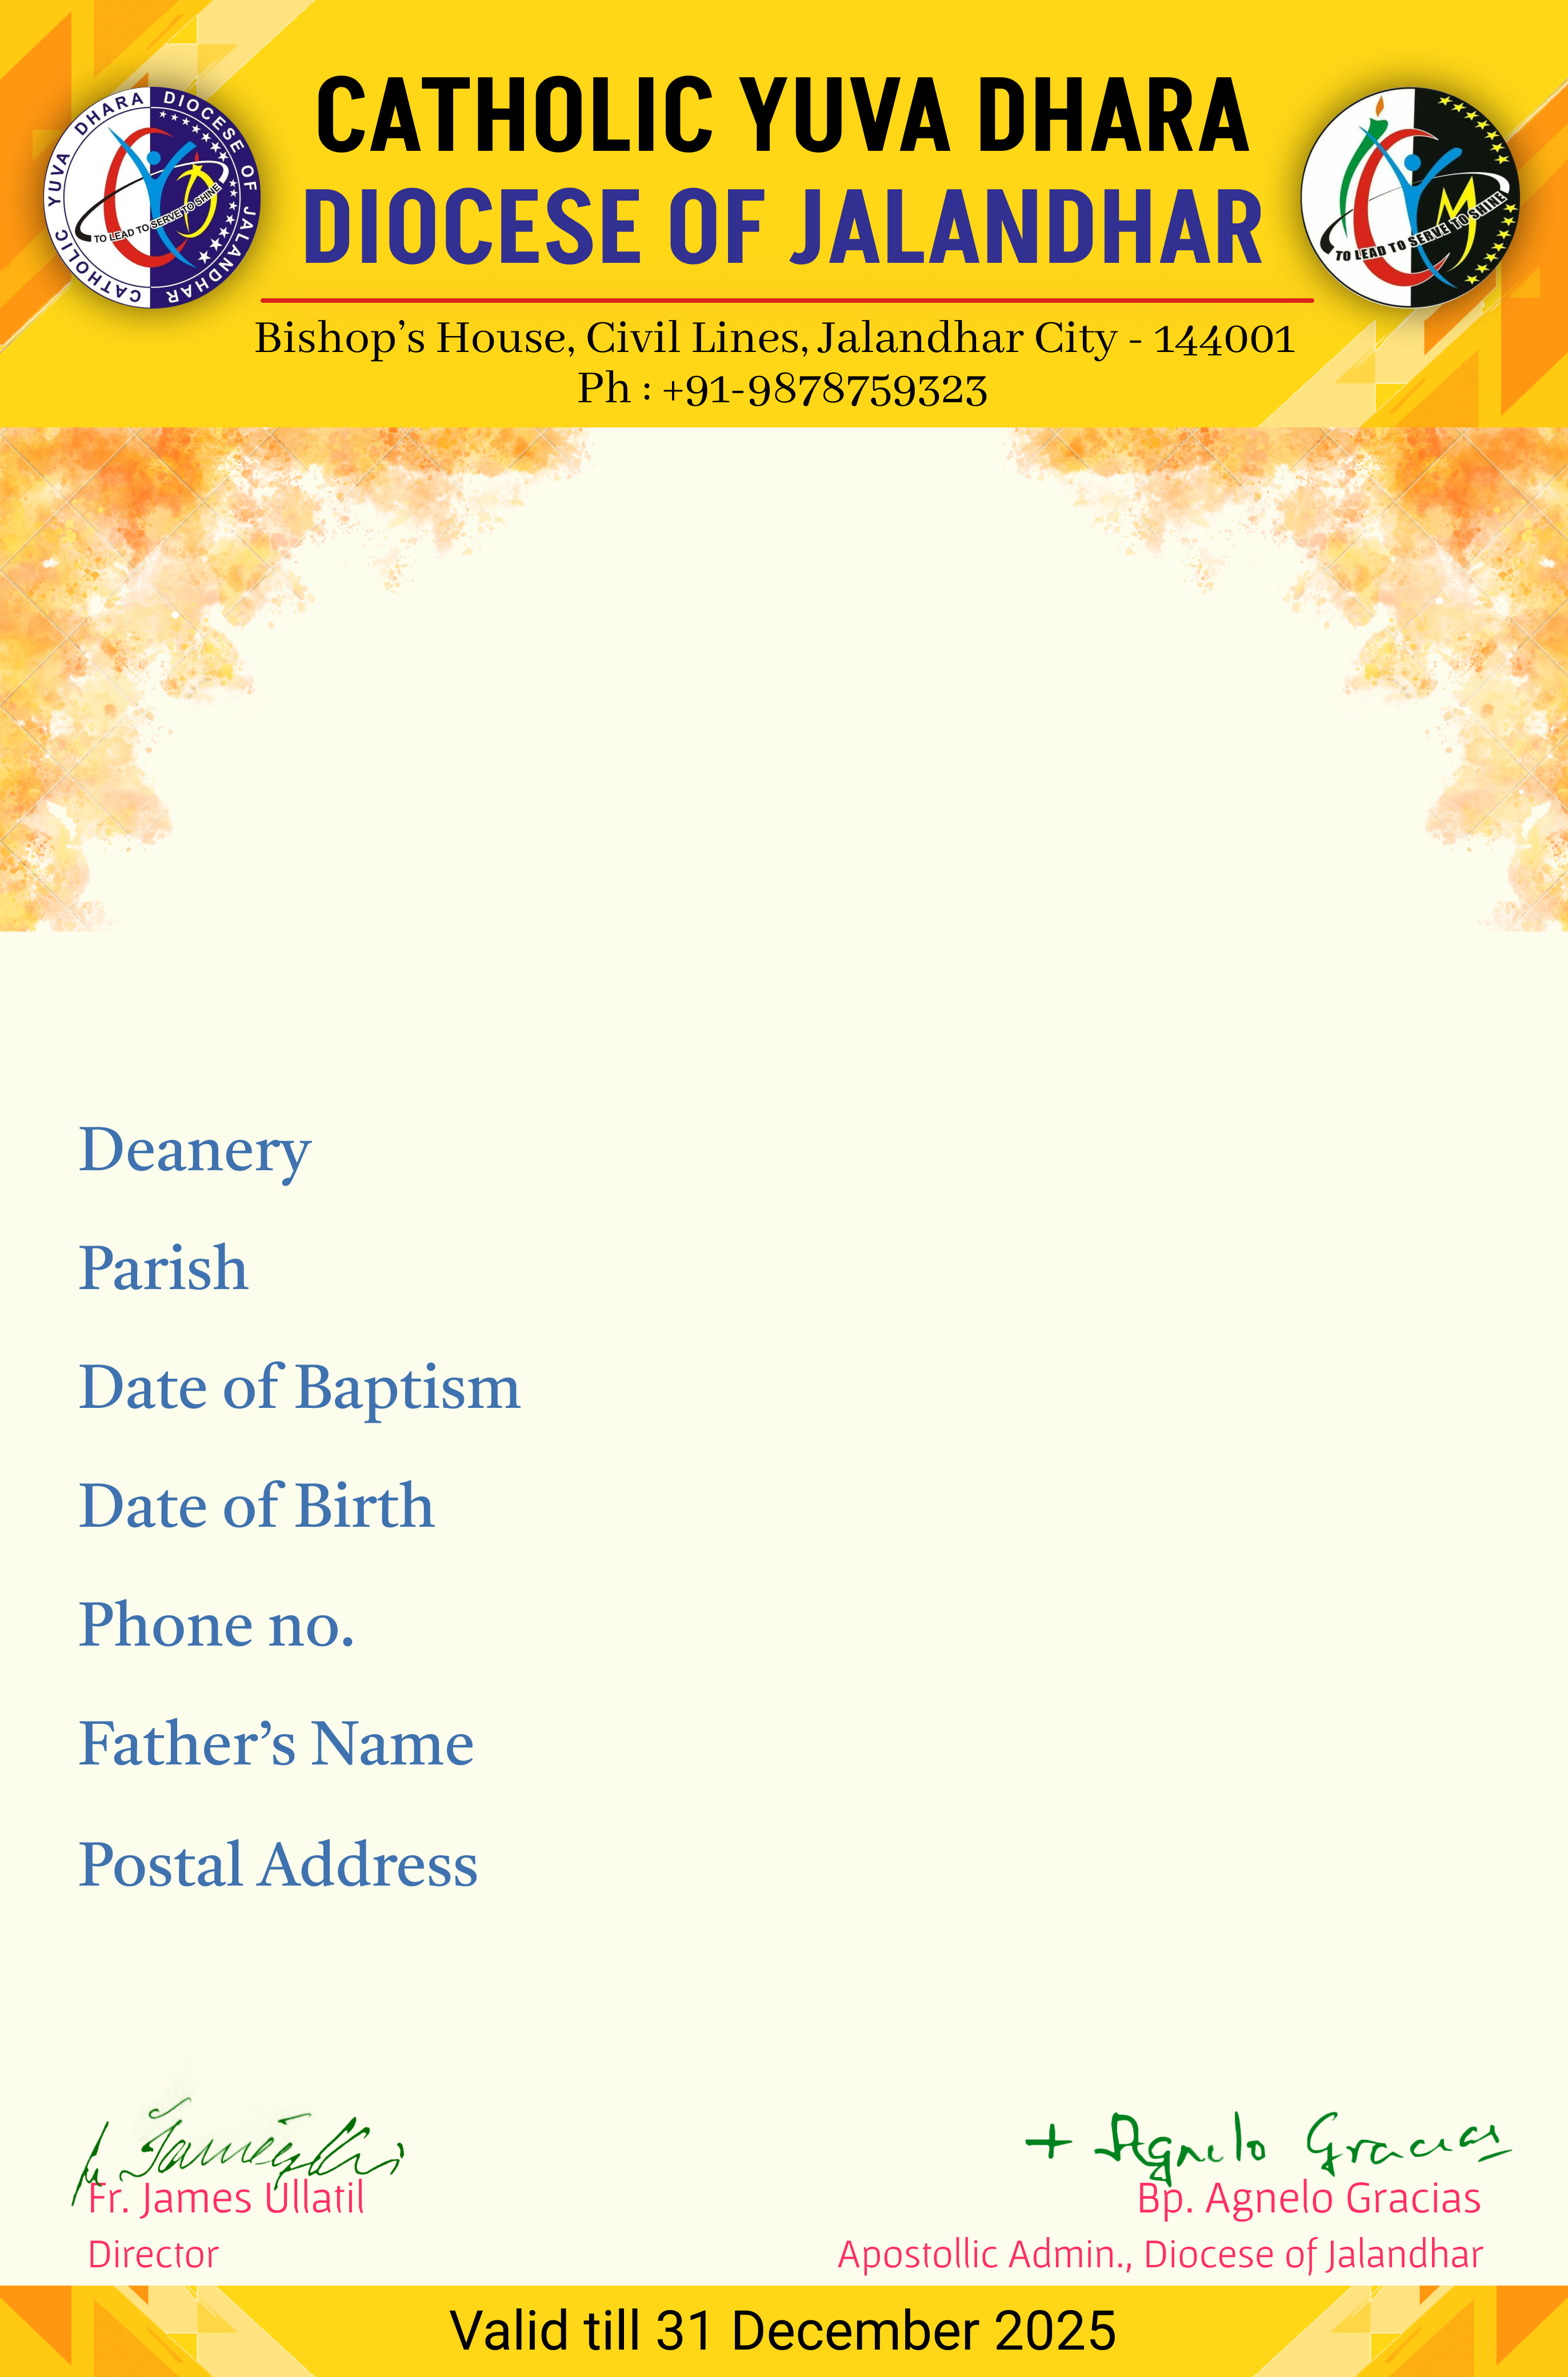 CATHOLIC YUVA DHARA
DIOCESE OF JALANDHAR
CATHOLIC YUVA DHARA DIOCESE OF JALANDHAR
TO LEAD TO SERVE TO SHINE
TO LEAD TO SERVE TO SHINE
Bishop’s House, Civil Lines, Jalandhar City - 144001
Ph : +91-9878759323
Deanery
Parish
Date of Baptism
Date of Birth
Phone no.
Father’s Name
Postal Address
+ Agnelo Gracias
Fr. James Ullatil
Bp. Agnelo Gracias
Director
Apostollic Admin., Diocese of Jalandhar
Valid till 31 December 2025